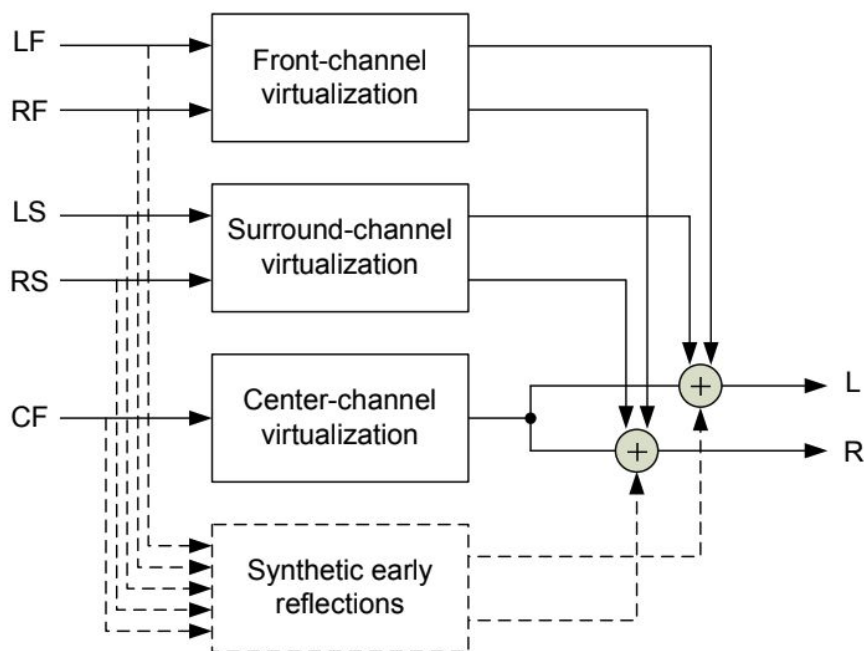 LF
RF
Front-channel
virtualization
LS
RS
Surround-channel
virtualization
CF
Center-channel
virtualization
+
L
+
R
Synthetic early
reflections